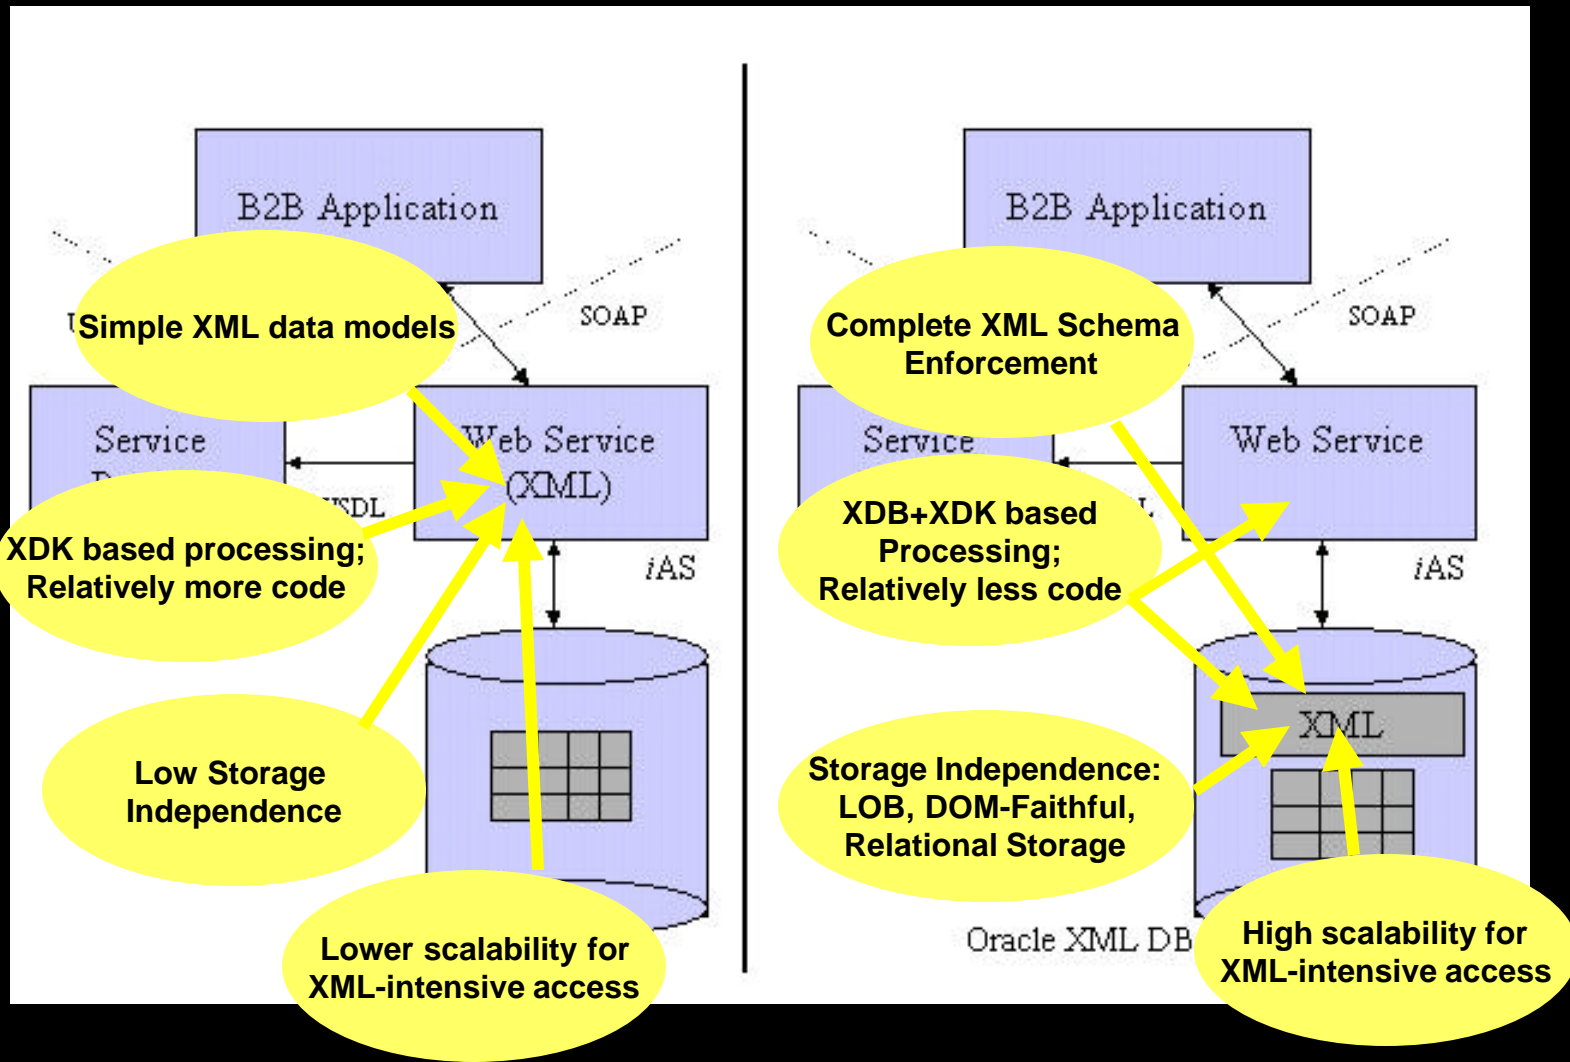 B2B Application
Simple XML data models
SOAP
Service
Web Service
(XML)
XDK based processing;
Relatively more code
iAS
Low Storage
Independence
Lower scalability for
XML-intensive access
B2B Application
Complete XML Schema
Enforcement
SOAP
Service
Web Service
XDB+XDK based
Processing;
Relatively less code
iAS
XML
Storage Independence:
LOB, DOM-Faithful,
Relational Storage
Oracle XML DB
High scalability for
XML-intensive access